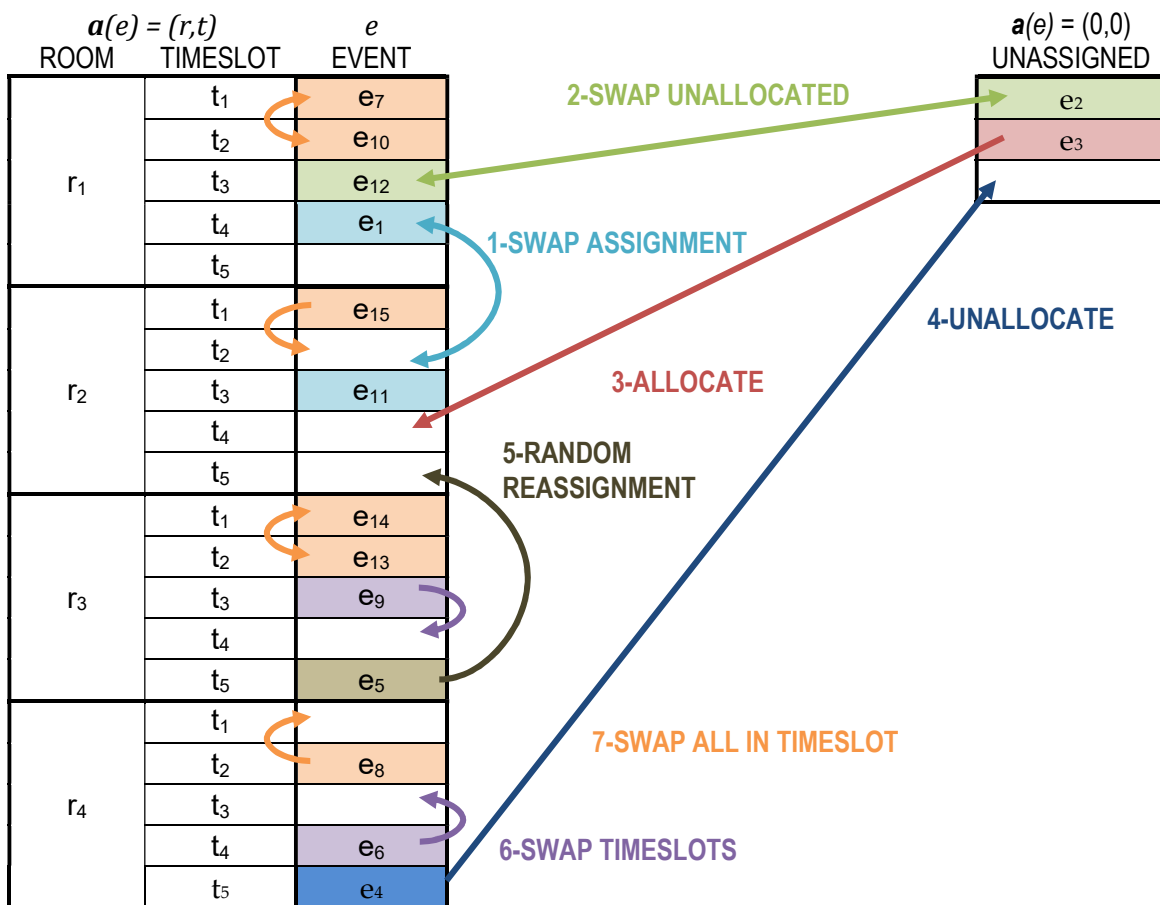 a(e) = (r,t) e a(e) = (0,0)
ROOM TIMESLOT EVENT UNASSIGNED
t1 e7 2-SWAP UNALLOCATED e2
t2 e10 e3
r1 t3 e12
t4 e1 1-SWAP ASSIGNMENT
t5
t1 e15 4-UNALLOCATE
t2
r2 t3 e11 3-ALLOCATE
t4
t5 5-RANDOM
REASSIGNMENT
t1 e14
t2 e13
r3 t3 e9
t4
t5 e5
t1
t2 e8 7-SWAP ALL IN TIMESLOT
r4 t3
t4 e6 6-SWAP TIMESLOTS
t5 e4